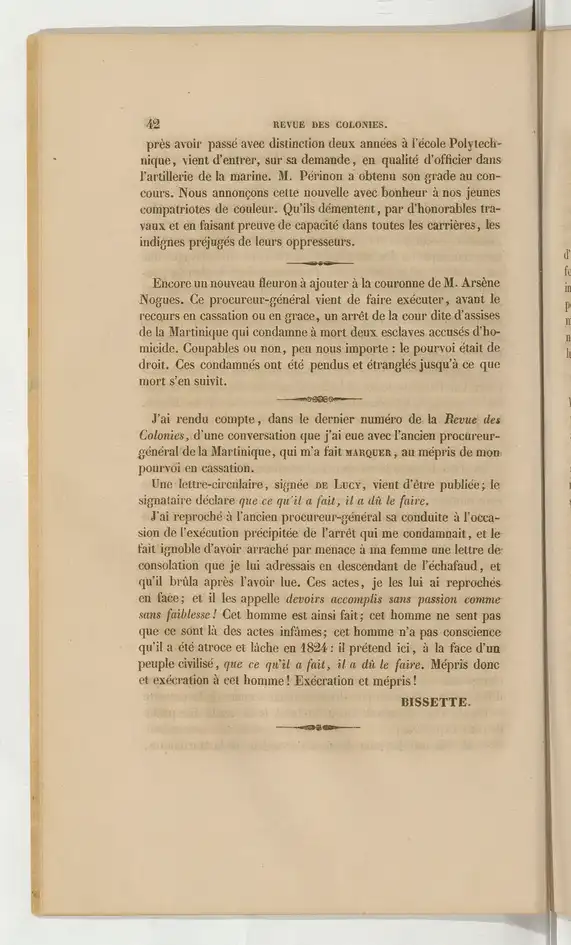 42 REVUE DES COLONIES.
près avoir passé avec distinction deux années à l'école Polytech-
nique, vient d'entrer, sur sa demande, en qualité d'officier dans
l'artillerie de la marine. M. Périnon a obtenu son grade au con-
cours. Nous annonçons cette nouvelle avec bonheur à nos jeunes
compatriotes de couleur. Qu'ils démentent, par d'honorables tra-
vaux et en faisant preuve de capacité dans toutes les carrières, les
indignes préjugés de leurs oppresseurs.
Encore un nouveau fleuron à ajouter à la couronne de M. Arsène
Nogues. Ce procureur-général vient de faire exécuter, avant le
recours en cassation ou en grace, un arrêt de la cour dite d'assises
de la Martinique qui condamne à mort deux esclaves accusés d'ho-
micide. Coupables ou non, peu nous importe : le pourvoi était de
droit. Ces condamnés ont été pendus et étranglés jusqu'à ce que
mort s'en suivit.
J'ai rendu compte, dans le dernier numéro de la Revue des
Colonies, d'une conversation que j'ai eue avec l'ancien procureur-
général de la Martinique, qui m'a fait MARQUER, au mépris de mon
pourvoi en cassation.
Une lettre-circulaire, signée DE LUCY, vient d'être publiée; le
signataire déclare que ce qu'il a fait, il a dû le faire.
J'ai reproché à l'ancien procureur-général sa conduite à l'occa-
sion de l'exécution précipitée de l'arrêt qui me condamnait, et le
fait ignoble d'avoir arraché par menace à ma femme une lettre de
consolation que je lui adressais en descendant de l'échafaud, et
qu'il brûla après l'avoir lue. Ces actes, je les lui ai reprochés
en face; et il les appelle devoirs accomplis sans passion comme
sans faiblesse! Cet homme est ainsi fait; cet homme ne sent pas
que ce sont là des actes infâmes; cet homme n'a pas conscience
qu'il a été atroce et lâche en 1824 : il prétend ici, à la face d'un
peuple civilisé, que ce qu'il a fait, il a dû le faire. Mépris donc
et exécration à cet homme! Exécration et mépris!
BISSETTE.